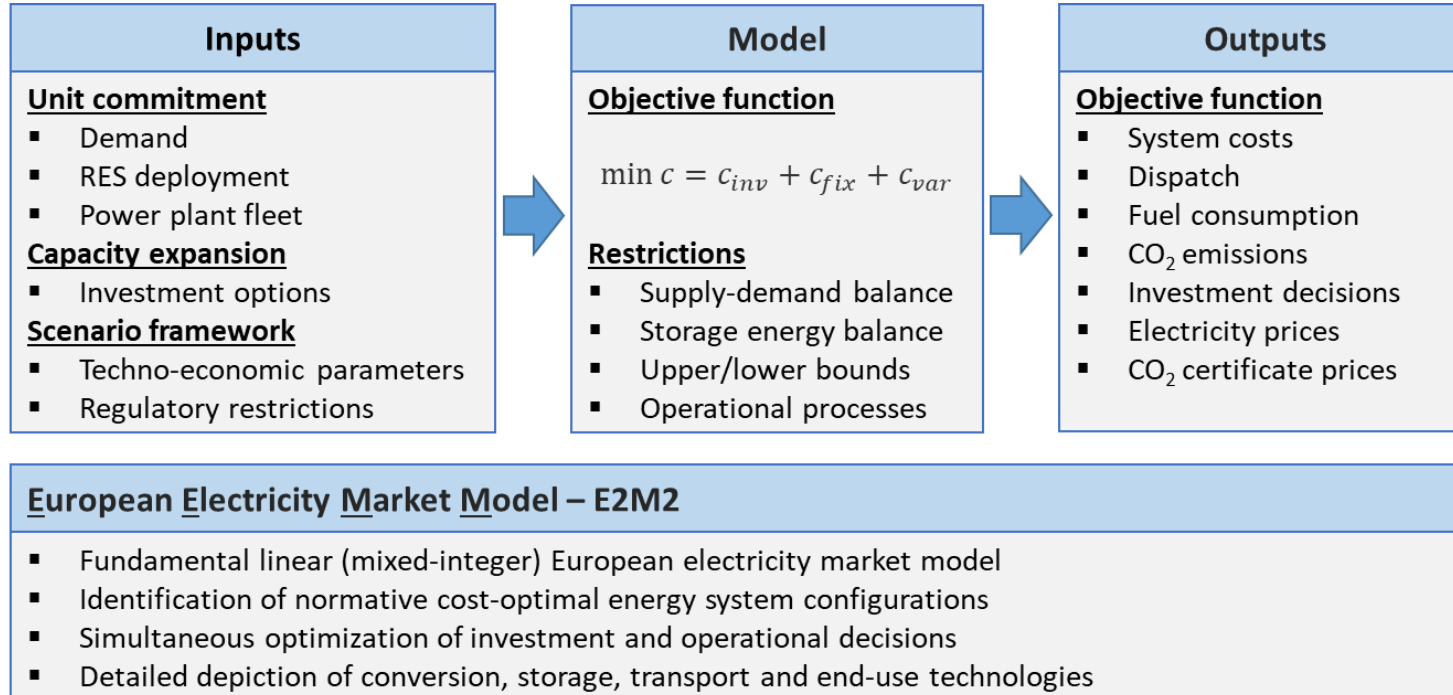 Inputs
Unit commitment
▪ Demand
▪ RES deployment
▪ Power plant fleet
Capacity expansion
▪ Investment options
Scenario framework
▪ Techno-economic parameters
▪ Regulatory restrictions
Model
Objective function
min c = c_inv + c_fix + c_var
Restrictions
▪ Supply-demand balance
▪ Storage energy balance
▪ Upper/lower bounds
▪ Operational processes
Outputs
Objective function
▪ System costs
▪ Dispatch
▪ Fuel consumption
▪ CO₂ emissions
▪ Investment decisions
▪ Electricity prices
▪ CO₂ certificate prices
European Electricity Market Model – E2M2
▪ Fundamental linear (mixed-integer) European electricity market model
▪ Identification of normative cost-optimal energy system configurations
▪ Simultaneous optimization of investment and operational decisions
▪ Detailed depiction of conversion, storage, transport and end-use technologies